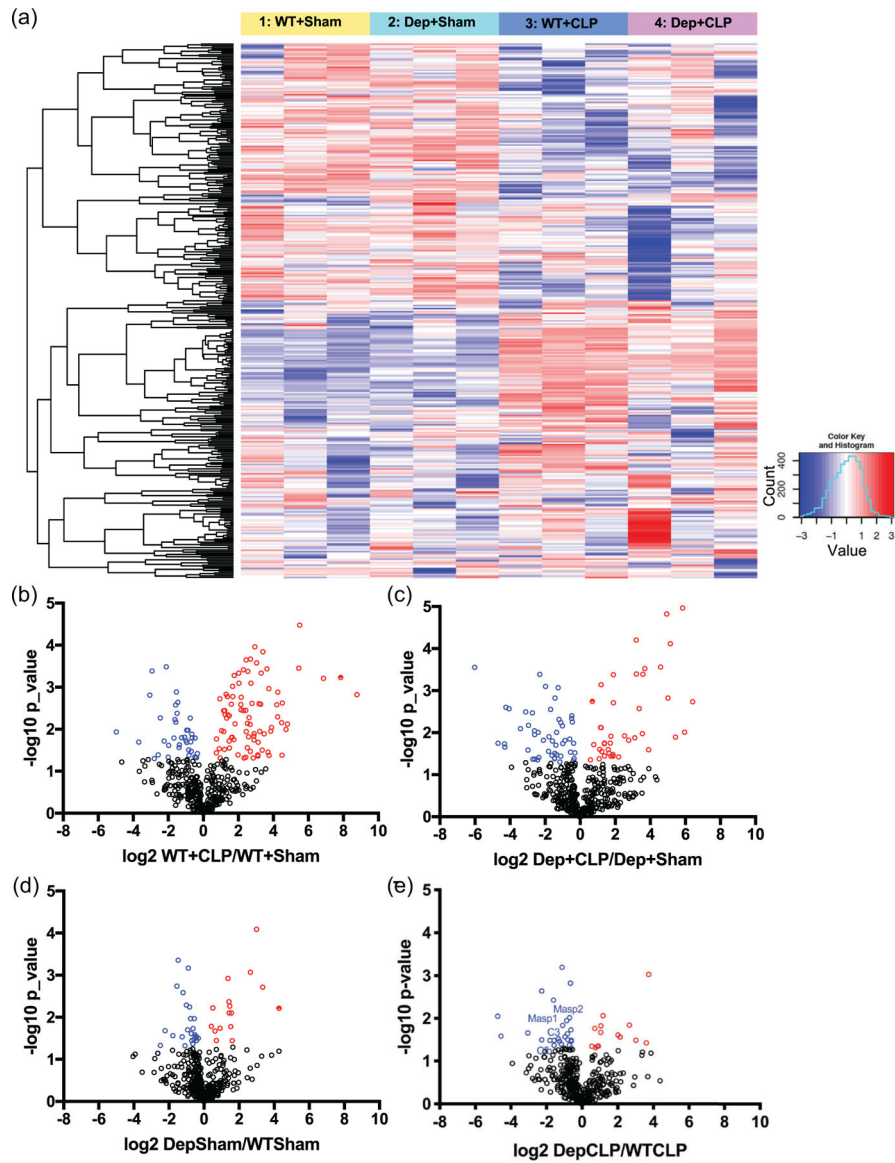 (a)
1: WT+Sham 2: Dep+Sham 3: WT+CLP 4: Dep+CLP
Color Key
and Histogram
Count
0 200 400
-3 -1 1 2 3
Value
(b)
-log10 p_value
5
4
3
2
1
0
-8 -6 -4 -2 0 2 4 6 8 10
log2 WT+CLP/WT+Sham
(c)
-log10 p_value
5
4
3
2
1
0
-8 -6 -4 -2 0 2 4 6 8 10
log2 Dep+CLP/Dep+Sham
(d)
-log10 p_value
5
4
3
2
1
0
-8 -6 -4 -2 0 2 4 6 8 10
log2 DepSham/WTSham
(e)
-log10 p-value
5
4
3
2
1
0
Masp2
Masp1
C3
-8 -6 -4 -2 0 2 4 6 8 10
log2 DepCLP/WTCLP